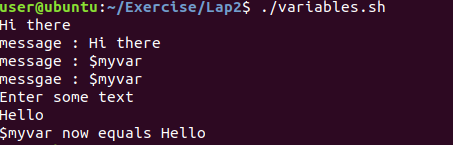 user@ubuntu:~/Exercise/Lap2$ ./variables.sh
Hi there
message : Hi there
message : $myvar
messgae : $myvar
Enter some text
Hello
$myvar now equals Hello